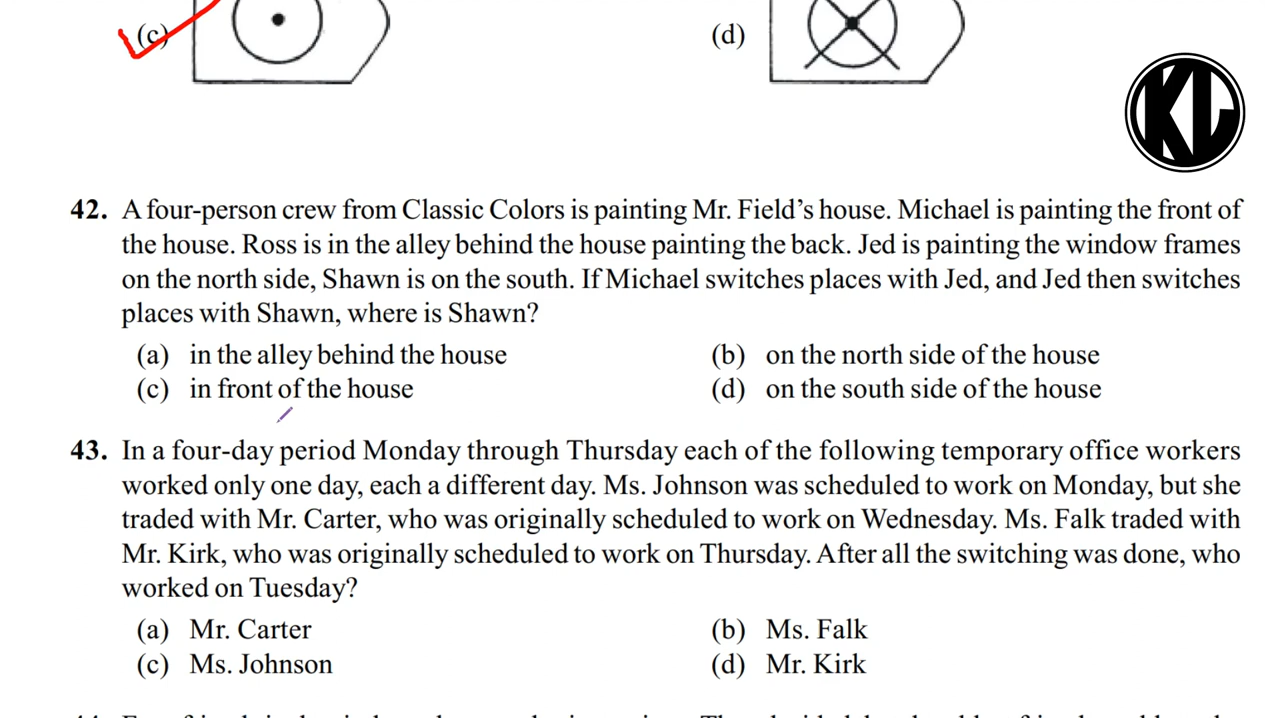 (c)
(d)
KL
42. A four-person crew from Classic Colors is painting Mr. Field’s house. Michael is painting the front of
the house. Ross is in the alley behind the house painting the back. Jed is painting the window frames
on the north side, Shawn is on the south. If Michael switches places with Jed, and Jed then switches
places with Shawn, where is Shawn?
(a) in the alley behind the house
(b) on the north side of the house
(c) in front of the house
(d) on the south side of the house
43. In a four-day period Monday through Thursday each of the following temporary office workers
worked only one day, each a different day. Ms. Johnson was scheduled to work on Monday, but she
traded with Mr. Carter, who was originally scheduled to work on Wednesday. Ms. Falk traded with
Mr. Kirk, who was originally scheduled to work on Thursday. After all the switching was done, who
worked on Tuesday?
(a) Mr. Carter
(b) Ms. Falk
(c) Ms. Johnson
(d) Mr. Kirk